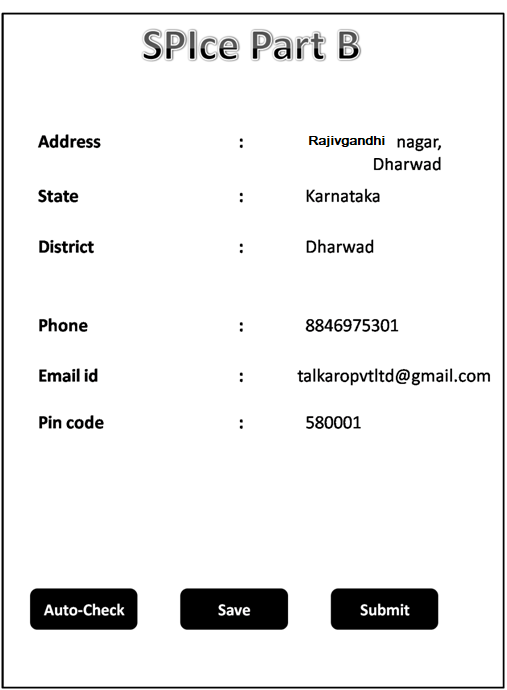 SPIce Part B
Address : Rajivgandhi nagar,
Dharwad
State : Karnataka
District : Dharwad
Phone : 8846975301
Email id : talkaropvtltd@gmail.com
Pin code : 580001
Auto-Check Save Submit